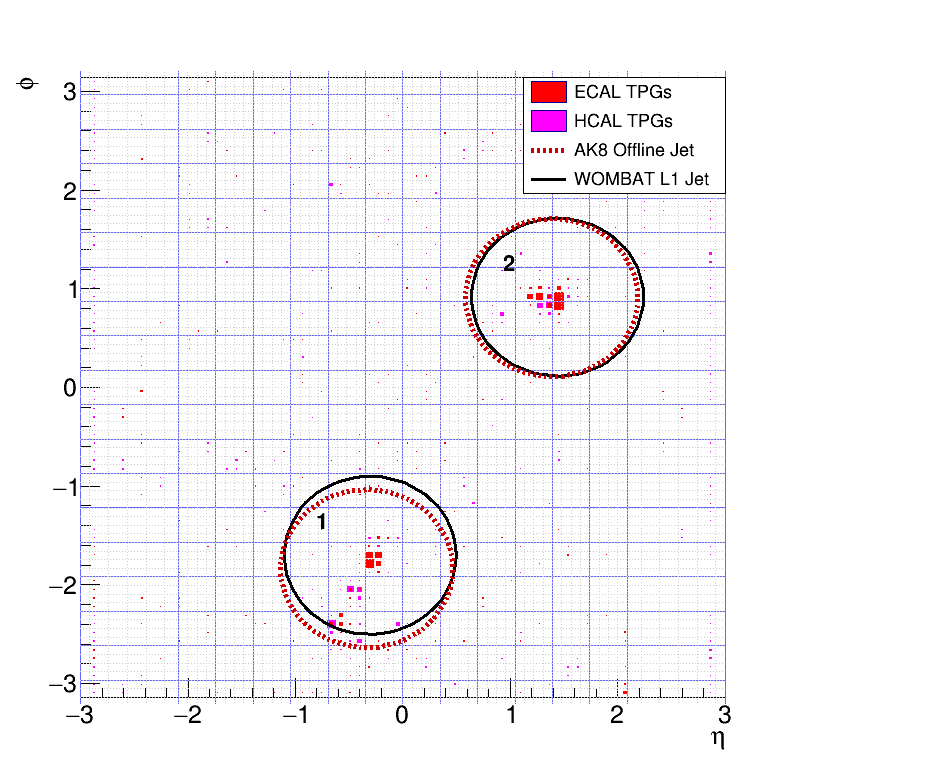 ϕ
3
ECAL TPGs
HCAL TPGs
AK8 Offline Jet
WOMBAT L1 Jet
2
2
1
0
−1
1
−2
−3
−3 −2 −1 0 1 2 3
η